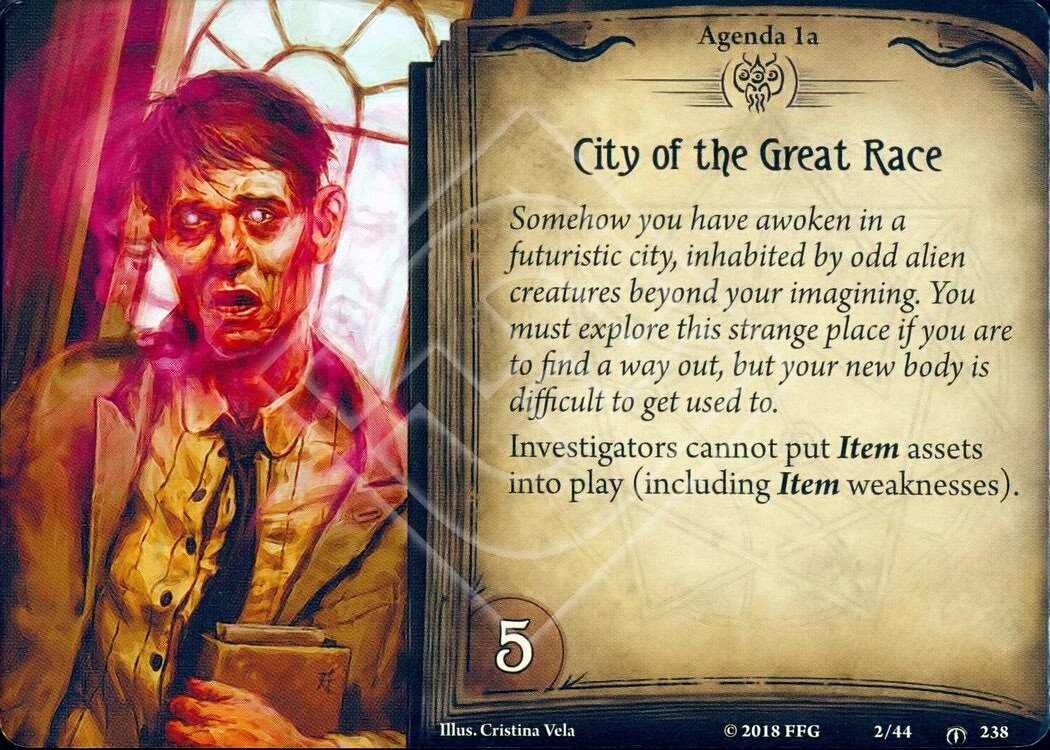 Agenda 1a
City of the Great Race
Somehow you have awoken in a
futuristic city, inhabited by odd alien
creatures beyond your imagining. You
must explore this strange place if you are
to find a way out, but your new body is
difficult to get used to.
Investigators cannot put Item assets
into play (including Item weaknesses).
5
Illus. Cristina Vela
© 2018 FFG
2/44
238